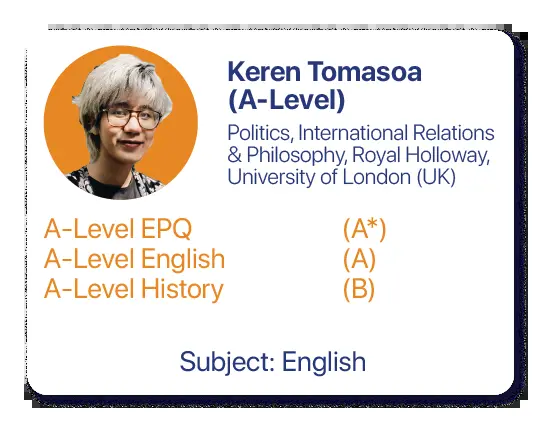 Keren Tomasoa
(A-Level)
Politics, International Relations
& Philosophy, Royal Holloway,
University of London (UK)
A-Level EPQ (A*)
A-Level English (A)
A-Level History (B)
Subject: English